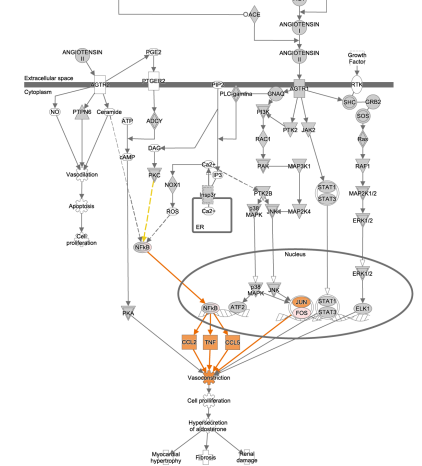 ACE
ANGIOTENSIN
I
ANGIOTENSIN
II
PGE2
ANGIOTENSIN
II
Growth
Factor
Extracellular space
Cytoplasm
AGTR2
PTGER2
PIP2
AGTR1
RTK
PLC-gamma
GNAQ
SHC
GRB2
NO
PTPN6
Ceramide
ATP
ADCY
PI3K
SOS
PTK2
JAK2
RAC1
Ras
DAG
cAMP
Ca2+
PAK
MAP3K1
RAF1
Vasodilation
PKC
NOX1
IP3
Insp3r
PTK2B
STAT1
STAT3
MAP2K1/2
Apoptosis
ROS
Ca2+
p38
MAPK
JNK
MAP2K4
ERK1/2
ER
Cell
proliferation
NFkB
Nucleus
ERK1/2
p38
MAPK
JNK
PKA
NFkB
ATF2
JUN
FOS
STAT1
STAT3
ELK1
CCL2
TNF
CCL5
Vasoconstriction
Cell proliferation
Hypersecretion
of aldosterone
Myocardial
hypertrophy
Fibrosis
Renal
damage